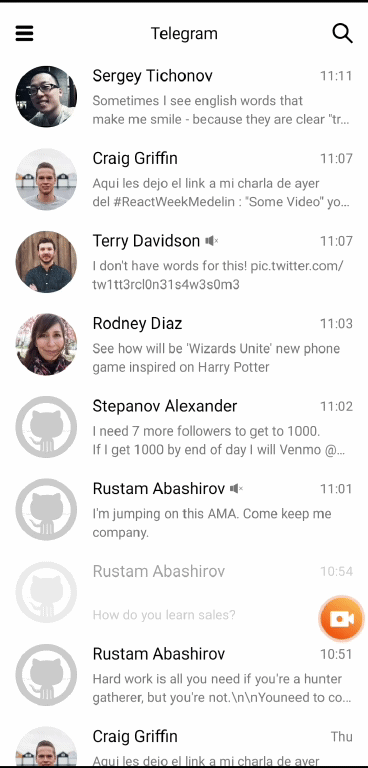 Telegram
Sergey Tichonov 11:11
Sometimes I see english words that
make me smile - because they are clear "tr...
Craig Griffin 11:07
Aqui les dejo el link a mi charla de ayer
del #ReactWeekMedelin : "Some Video" yo...
Terry Davidson 11:07
I don't have words for this! pic.twitter.com/
tw1tt3rcl0n31s4w3s0m3
Rodney Diaz 11:03
See how will be 'Wizards Unite' new phone
game inspired on Harry Potter
Stepanov Alexander 11:02
I need 7 more followers to get to 1000.
If I get 1000 by end of day I will Venmo @...
Rustam Abashirov 11:01
I'm jumping on this AMA. Come keep me
company.
Rustam Abashirov 10:54
How do you learn sales?
Rustam Abashirov 10:51
Hard work is all you need if you're a hunter
gatherer, but you're not.\n\nYouneed to co...
Craig Griffin Thu
Aqui les dejo el link a mi charla de ayer